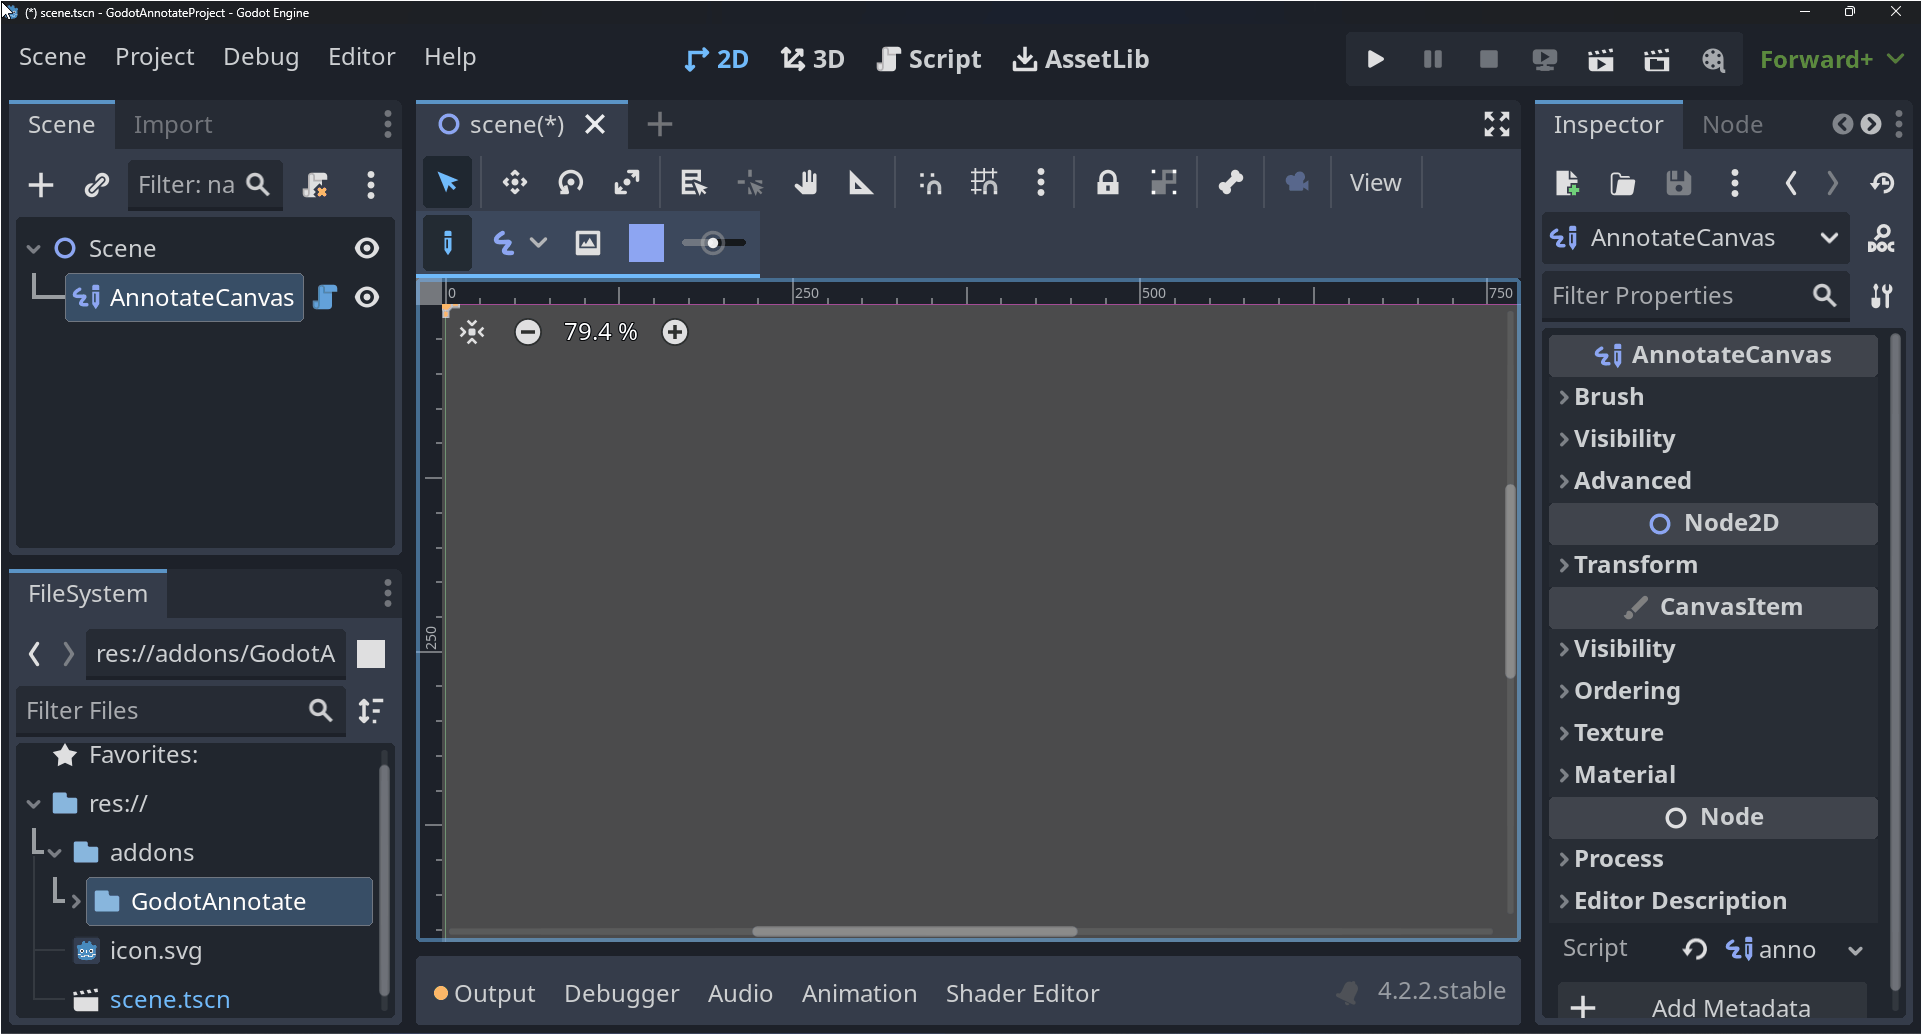 (*) scene.tscn - GodotAnnotateProject - Godot Engine
Scene Project Debug Editor Help
2D 3D Script AssetLib
Forward+
Scene Import
Filter: na
Scene
AnnotateCanvas
FileSystem
res://addons/GodotA
Filter Files
Favorites:
res://
addons
GodotAnnotate
icon.svg
scene.tscn
scene(*)
View
0 250 500 750
79.4 %
250
Output Debugger Audio Animation Shader Editor
4.2.2.stable
Inspector Node
AnnotateCanvas
DOC
Filter Properties
AnnotateCanvas
Brush
Visibility
Advanced
Node2D
Transform
CanvasItem
Visibility
Ordering
Texture
Material
Node
Process
Editor Description
Script anno
Add Metadata